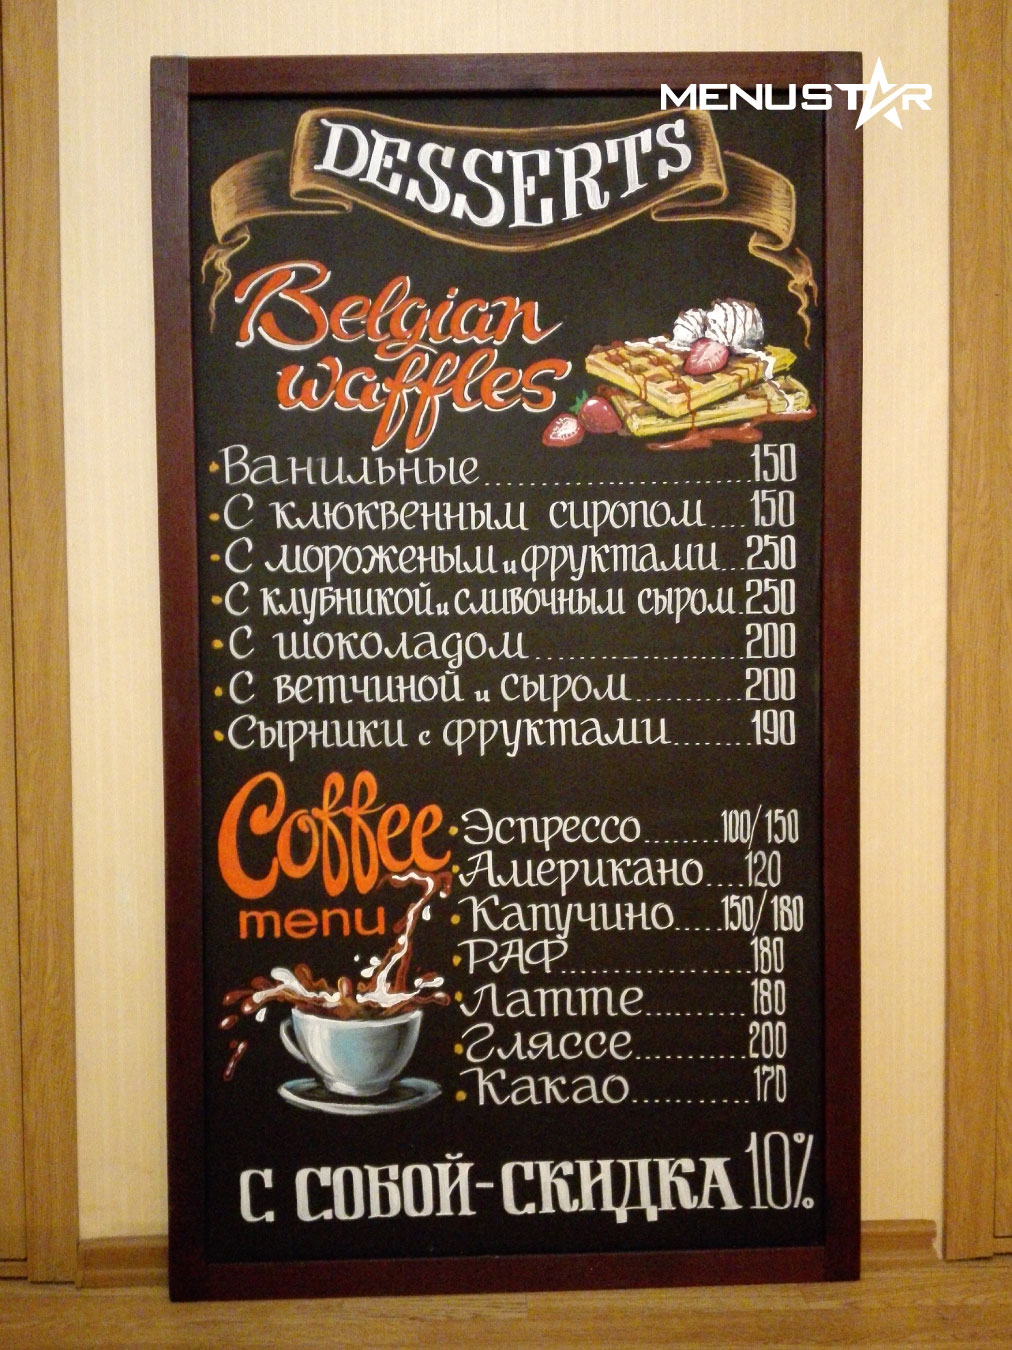 MENUSTAR
DESSERTS
Belgian
waffles
Ванильные...........................150
С клюквенным сиропом....150
С мороженым и фруктами...250
С клубникой и сливочным сыром.250
С шоколадом......................200
С ветчиной и сыром...........200
Сырники с фруктами........190
Coffee
menu
Эспрессо........100/150
Американо....120
Капучино.....150/180
РАФ....................180
Латте...........180
Гляссе............200
Какао............170
С СОБОЙ-СКИДКА 10%